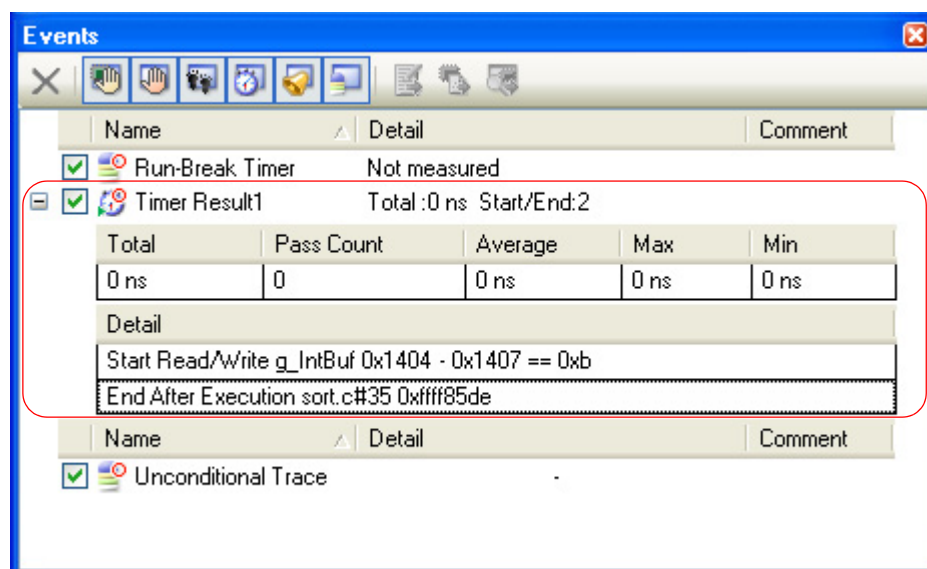 Events
Name Detail Comment
Run-Break Timer Not measured
Timer Result1 Total :0 ns Start/End:2
Total Pass Count Average Max Min
0 ns 0 0 ns 0 ns 0 ns
Detail
Start Read/Write g_IntBuf 0x1404 - 0x1407 == 0xb
End After Execution sort.c#35 0xffff85de
Name Detail Comment
Unconditional Trace -